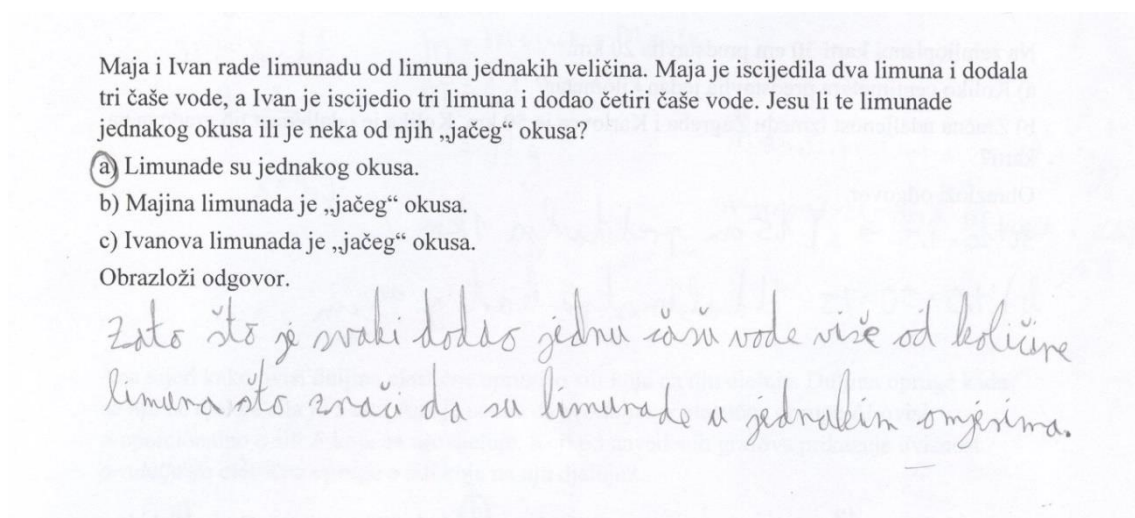 Maja i Ivan rade limunadu od limuna jednakih veličina. Maja je iscijedila dva limuna i dodala
tri čaše vode, a Ivan je iscijedio tri limuna i dodao četiri čaše vode. Jesu li te limunade
jednakog okusa ili je neka od njih „jačeg“ okusa?
a) Limunade su jednakog okusa.
b) Majina limunada je „jačeg“ okusa.
c) Ivanova limunada je „jačeg“ okusa.
Obrazloži odgovor.
Zato što je svaki dodao jednu čašu vode više od količine
limuna što znači da su limunade u jednakim omjerima.